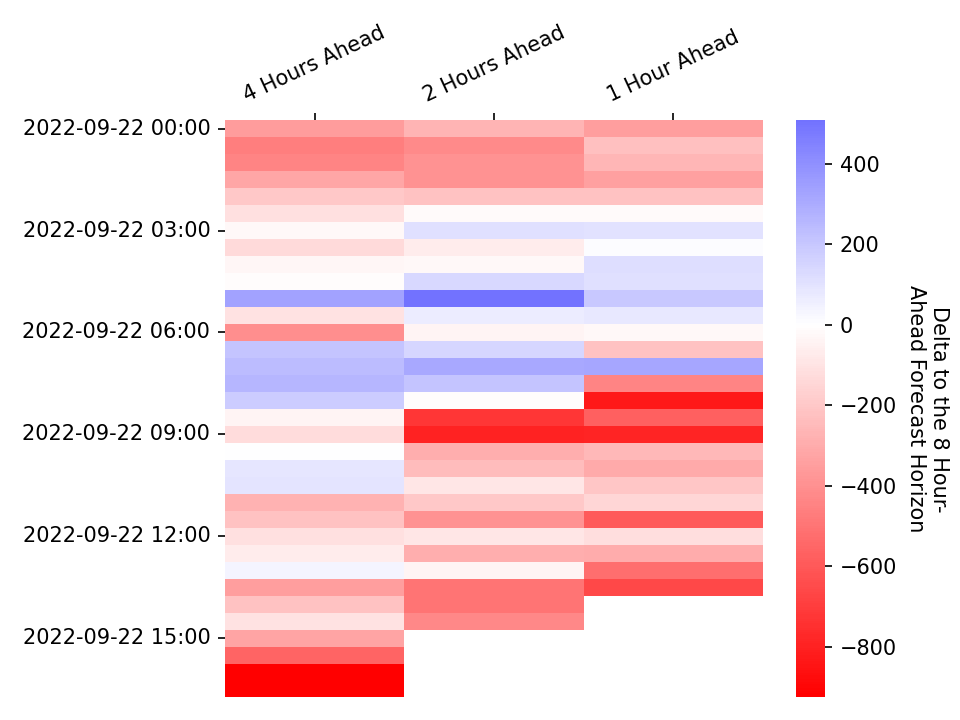 4 Hours Ahead
2 Hours Ahead
1 Hour Ahead
2022-09-22 00:00
2022-09-22 03:00
2022-09-22 06:00
2022-09-22 09:00
2022-09-22 12:00
2022-09-22 15:00
400
200
0
−200
−400
−600
−800
Delta to the 8 Hour-
Ahead Forecast Horizon